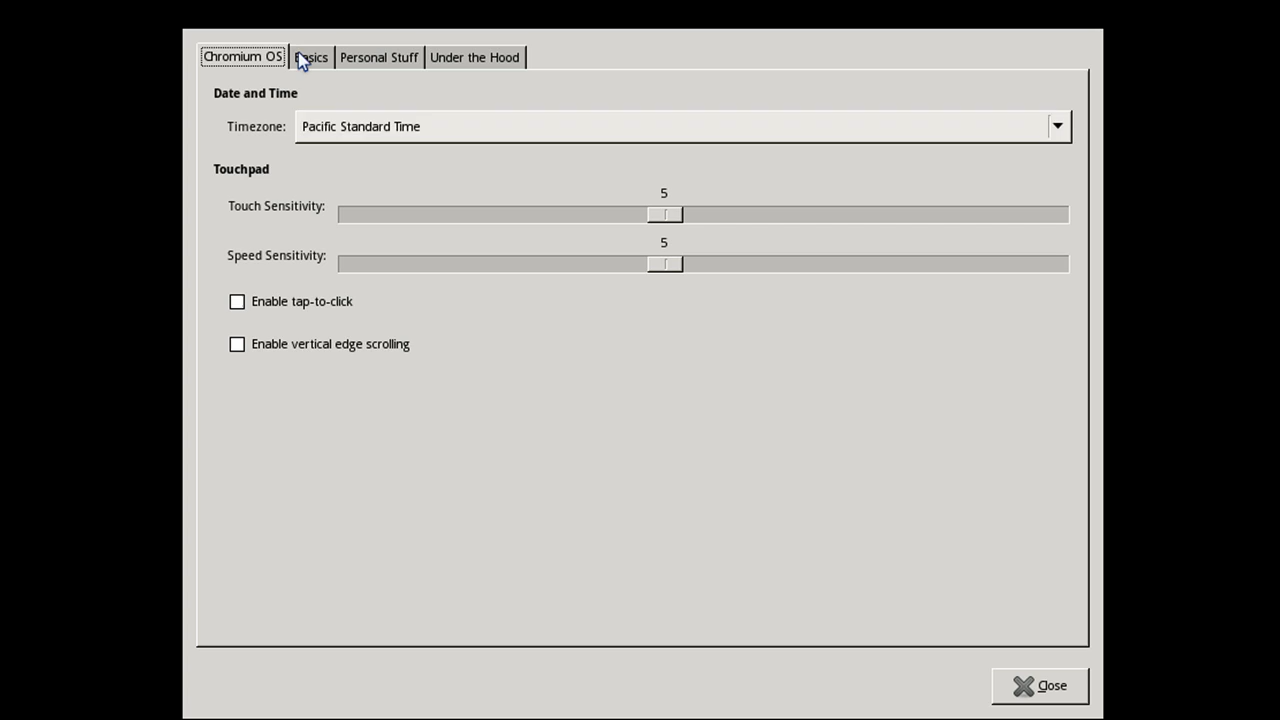 Chromium OS Basics Personal Stuff Under the Hood
Date and Time
Timezone: Pacific Standard Time
Touchpad
5
Touch Sensitivity:
5
Speed Sensitivity:
Enable tap-to-click
Enable vertical edge scrolling
Close